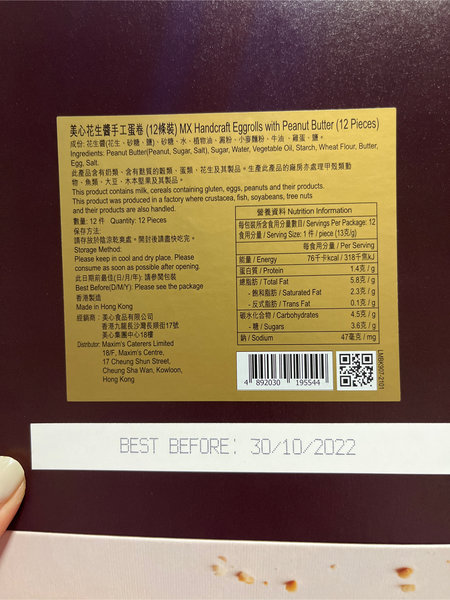 美心花生醬手工蛋卷 (12條裝) MX Handcraft Eggrolls with Peanut Butter (12 Pieces)
成份: 花生醬(花生、砂糖、鹽)、砂糖、水、植物油、澱粉、小麥麵粉、牛油、雞蛋、鹽。
Ingredients: Peanut Butter(Peanut, Sugar, Salt), Sugar, Water, Vegetable Oil, Starch, Wheat Flour, Butter,
Egg, Salt.
此產品含有奶類、含有麩質的穀類、蛋類、花生及其製品。生產此產品的廠房亦處理甲殼類動
物、魚類、大豆、木本堅果及其製品。
This product contains milk, cereals containing gluten, eggs, peanuts and their products.
This product was produced in a factory where crustacea, fish, soyabeans, tree nuts
and their products are also handled.
數量: 12 件 Quantity: 12 Pieces
保存方法:
請存放於陰涼乾爽處。開封後請盡快吃完。
Storage Method:
Please keep in cool and dry place. Please
consume as soon as possible after opening.
此日期前最佳(日/月/年): 請參閱包裝
Best Before(D/M/Y): Please see the package
香港製造
Made in Hong Kong
經銷商: 美心食品有限公司
香港九龍長沙灣長順街17號
美心集團中心18樓
Distributor: Maxim's Caterers Limited
18/F, Maxim's Centre,
17 Cheung Shun Street,
Cheung Sha Wan, Kowloon,
Hong Kong
營養資料 Nutrition Information
每包裝所含食用分量數目/Servings Per Package: 12
食用分量 / Serving Size: 1 件 / piece (13克/g)
每食用分量 / Per Serving
能量 / Energy 76千卡/kcal / 318千焦/kJ
蛋白質 / Protein 1.4克 / g
總脂肪 / Total Fat 5.8克 / g
- 飽和脂肪 / Saturated Fat 2.3克 / g
- 反式脂肪 / Trans Fat 0.1克 / g
碳水化合物 / Carbohydrates 4.5克 / g
- 糖 / Sugars 3.6克 / g
鈉 / Sodium 47毫克 / mg
4 892030 195544
LMBK907-2101
BEST BEFORE: 30/10/2022